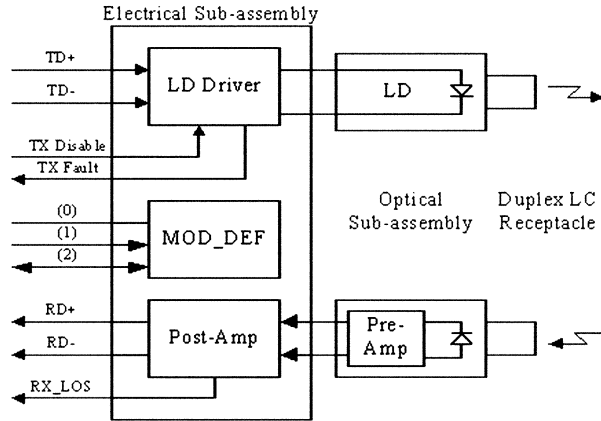 Electrical Sub-assembly
TD+
TD-
LD Driver
LD
TX Disable
TX Fault
(0)
(1)
(2)
MOD_DEF
Optical
Sub-assembly
Duplex LC
Receptacle
RD+
RD-
RX_LOS
Post-Amp
Pre-
Amp